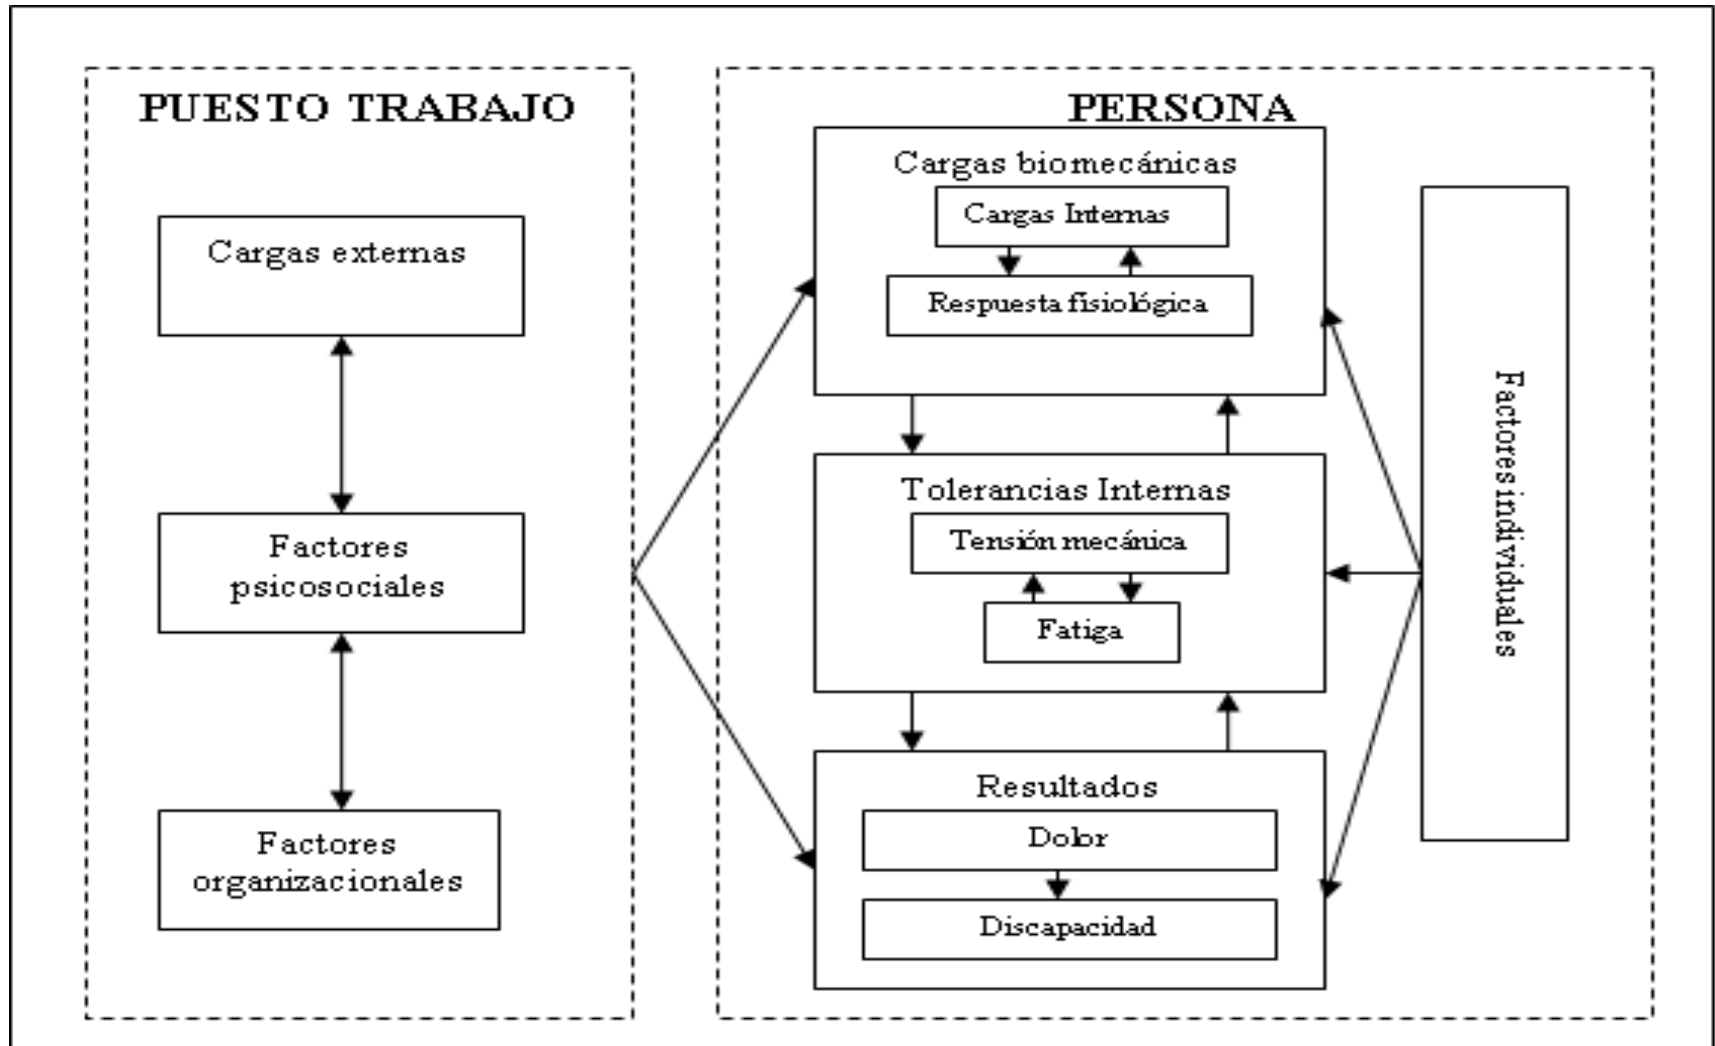 PUESTO TRABAJO
Cargas externas
Factores
psicosociales
Factores
organizacionales
PERSONA
Cargas biomecánicas
Cargas Internas
Respuesta fisiológica
Tolerancias Internas
Tensión mecánica
Fatiga
Resultados
Dolor
Discapacidad
Factores individuales